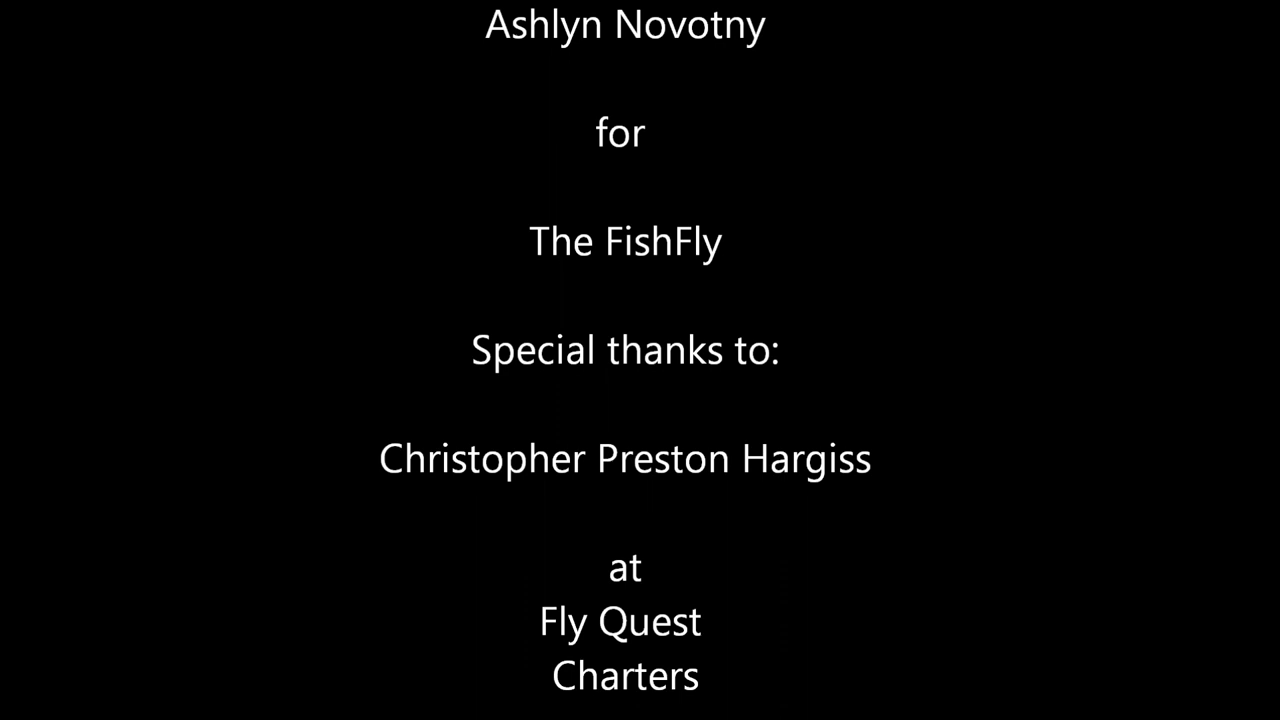 Ashlyn Novotny
for
The FishFly
Special thanks to:
Christopher Preston Hargiss
at
Fly Quest
Charters